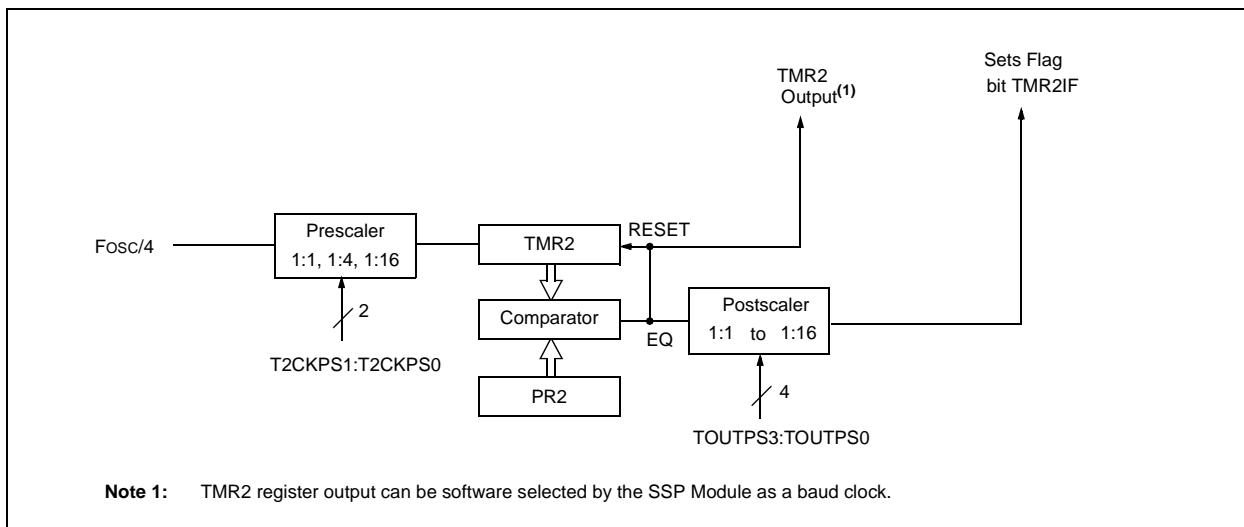 Sets Flag
bit TMR2IF
TMR2
Output(1)
RESET
Prescaler
1:1, 1:4, 1:16
TMR2
FOSC/4
2
Comparator
EQ
Postscaler
1:1 to 1:16
T2CKPS1:T2CKPS0
PR2
4
TOUTPS3:TOUTPS0
Note 1: TMR2 register output can be software selected by the SSP Module as a baud clock.